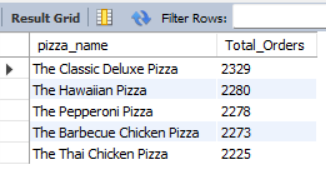 Result Grid Filter Rows:
pizza_name Total_Orders
The Classic Deluxe Pizza 2329
The Hawaiian Pizza 2280
The Pepperoni Pizza 2278
The Barbecue Chicken Pizza 2273
The Thai Chicken Pizza 2225